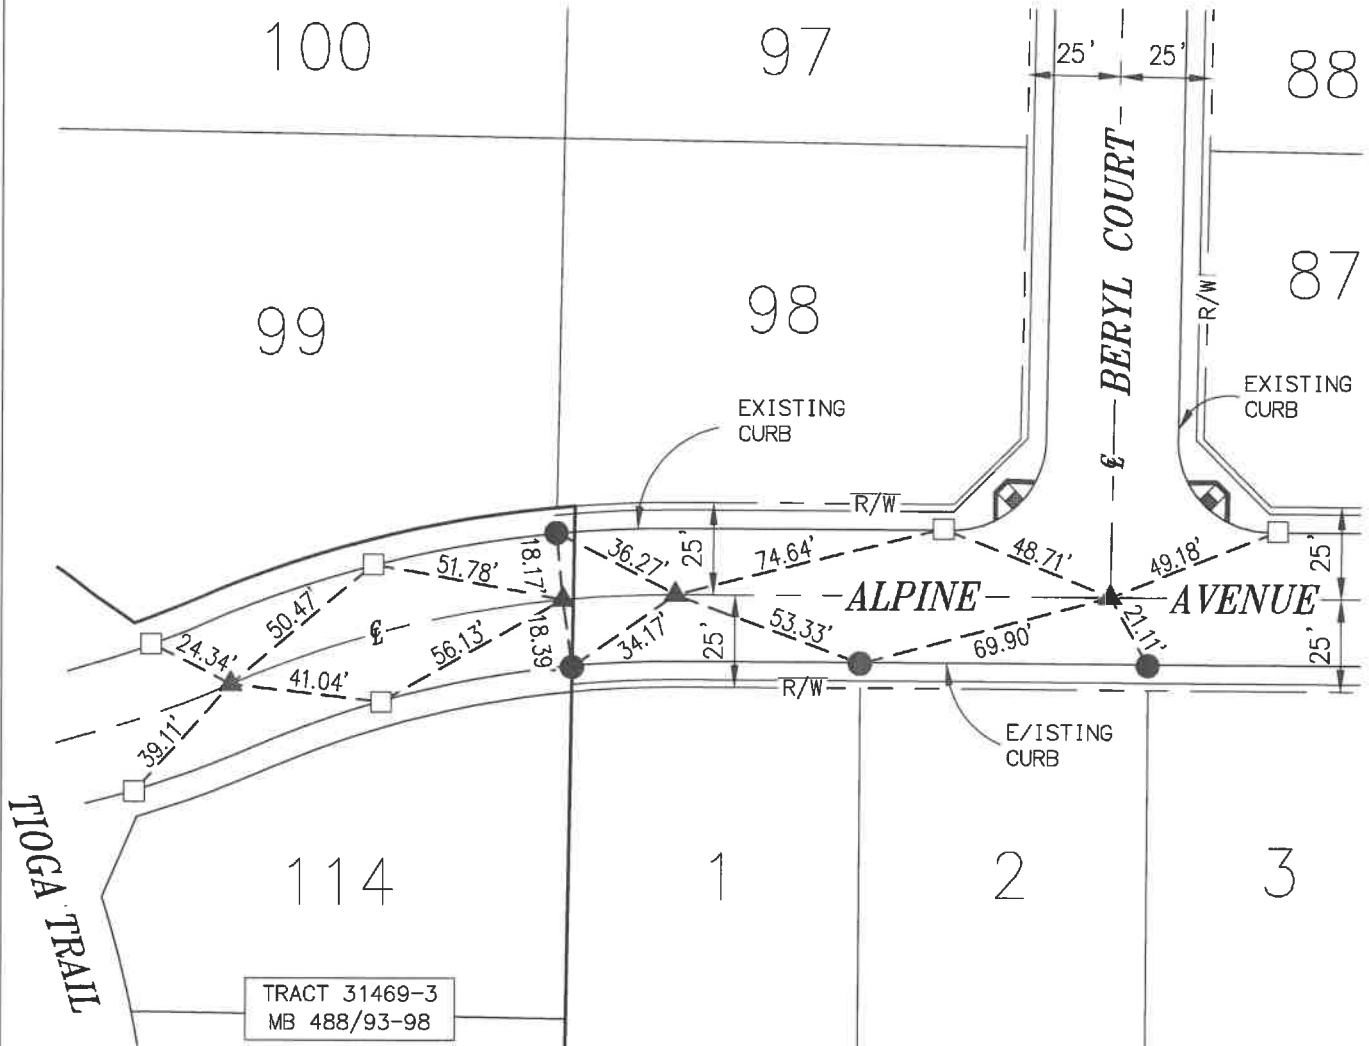 100
97
25'
25'
88
BERYL COURT
87
99
98
R/W
EXISTING
CURB
EXISTING
CURB
℄
R/W
25'
18.17'
36.27'
74.64'
48.71'
49.18'
25'
51.78'
50.47'
℄
ALPINE
AVENUE
24.34'
56.13'
18.39
34.17'
25'
53.33'
69.90'
21.11'
25'
41.04'
R/W
39.11'
E/ISTING
CURB
TIOGA TRAIL
114
1
2
3
TRACT 31469-3
MB 488/93-98